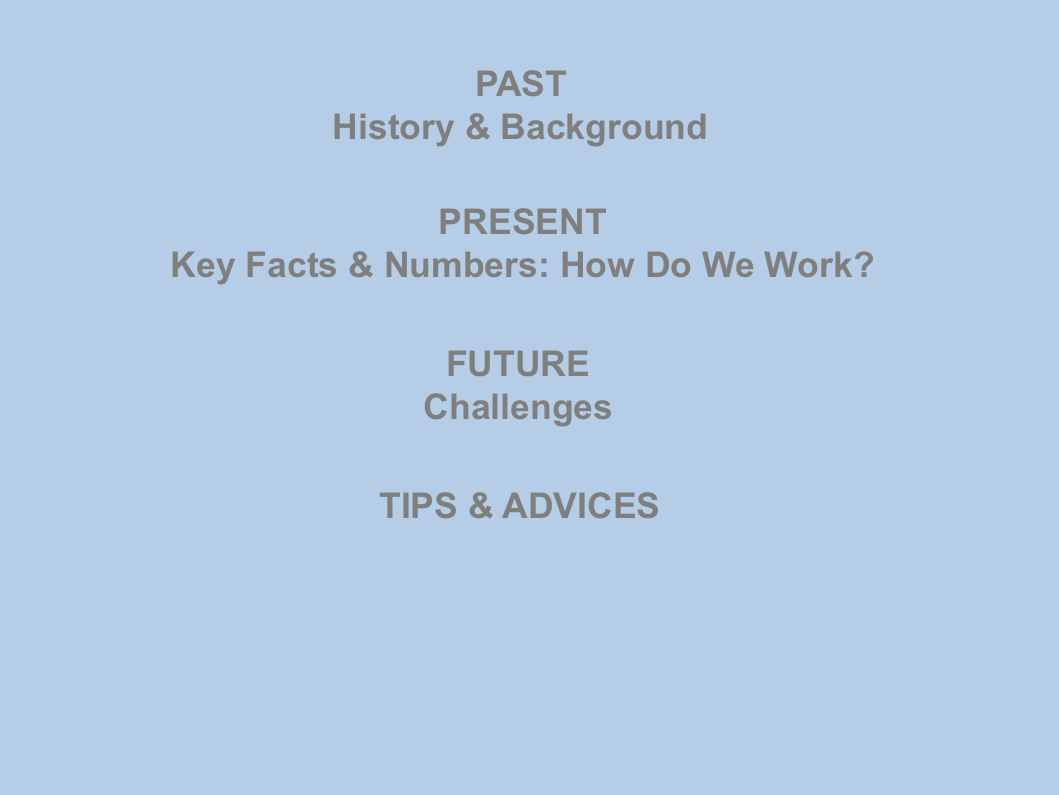 PAST
History & Background
PRESENT
Key Facts & Numbers: How Do We Work?
FUTURE
Challenges
TIPS & ADVICES